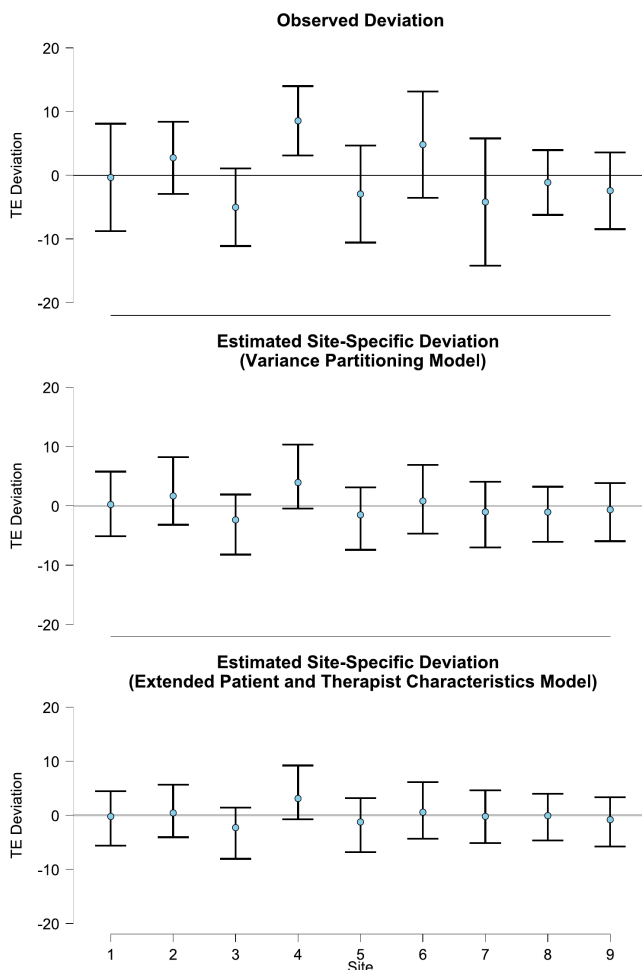 Observed Deviation
20
10
0
-10
-20
TE Deviation
Estimated Site-Specific Deviation
(Variance Partitioning Model)
20
10
0
-10
-20
TE Deviation
Estimated Site-Specific Deviation
(Extended Patient and Therapist Characteristics Model)
20
10
0
-10
-20
TE Deviation
1 2 3 4 5 6 7 8 9
Site